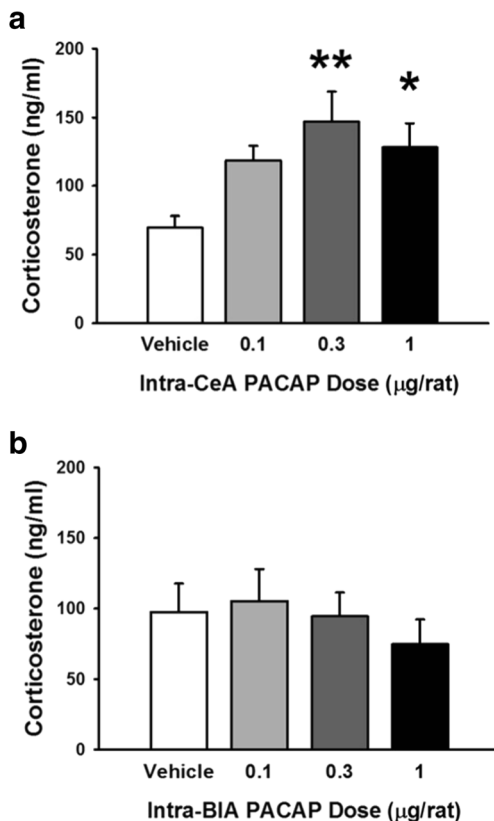 a
200
**
*
150
100
50
0
Corticosterone (ng/ml)
Vehicle 0.1 0.3 1
Intra-CeA PACAP Dose (μg/rat)
b
200
150
100
50
0
Corticosterone (ng/ml)
Vehicle 0.1 0.3 1
Intra-BlA PACAP Dose (μg/rat)